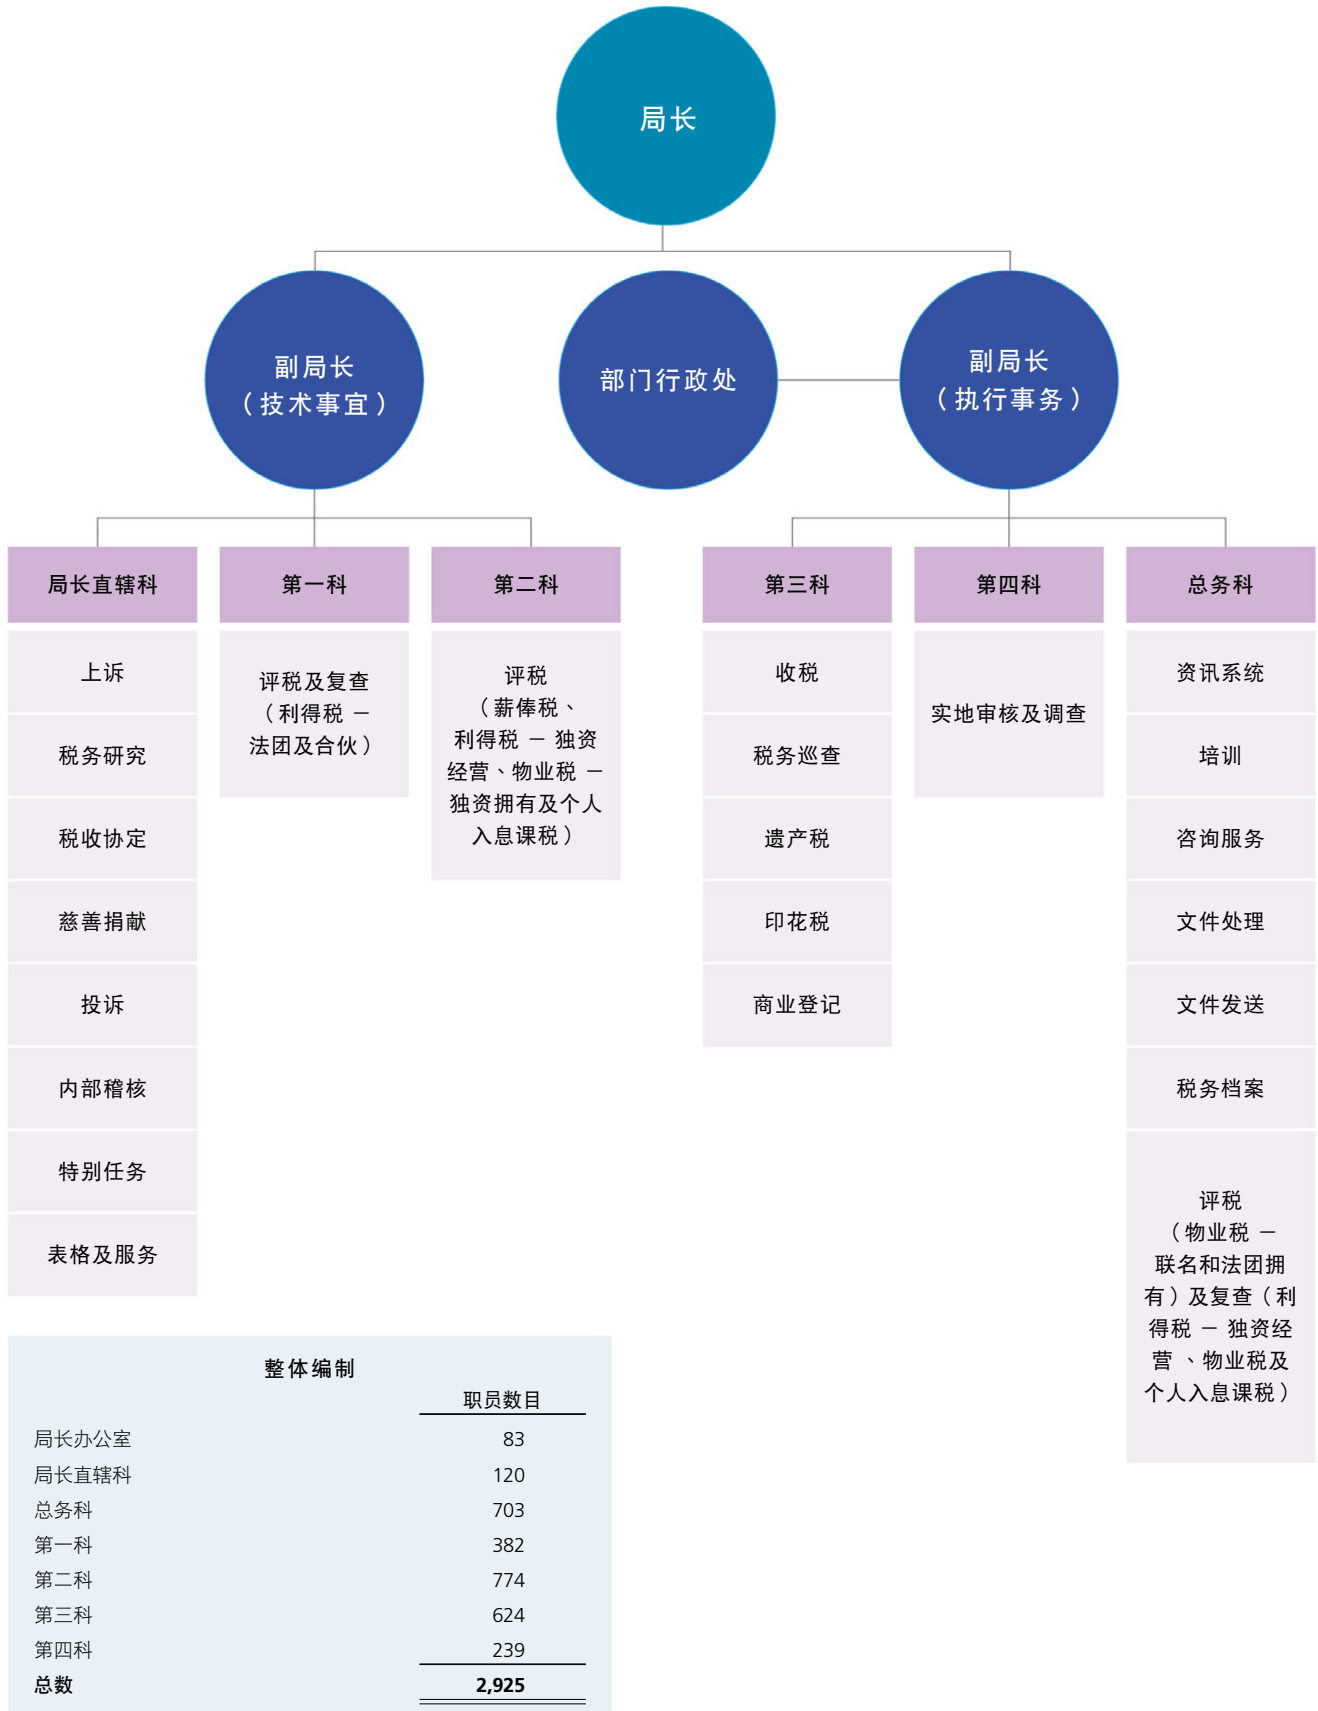 局长
副局长
（技术事宜）
部门行政处
副局长
（执行事务）
局长直辖科
上诉
税务研究
税收协定
慈善捐献
投诉
内部稽核
特别任务
表格及服务
第一科
评税及复查
（利得税 －
法团及合伙）
第二科
评税
（薪俸税、
利得税 － 独资
经营、物业税 －
独资拥有及个人
入息课税）
第三科
收税
税务巡查
遗产税
印花税
商业登记
第四科
实地审核及调查
总务科
资讯系统
培训
咨询服务
文件处理
文件发送
税务档案
评税
（物业税 －
联名和法团拥
有）及复查（利
得税 － 独资经
营 、物业税及
个人入息课税）
整体编制
职员数目
局长办公室 83
局长直辖科 120
总务科 703
第一科 382
第二科 774
第三科 624
第四科 239
总数 2,925